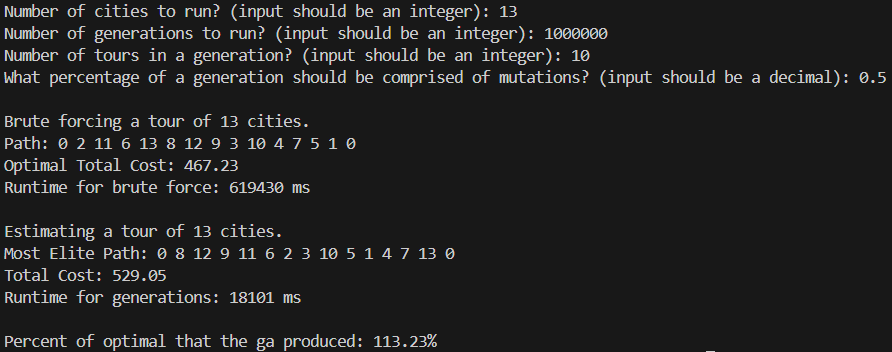 Number of cities to run? (input should be an integer): 13
Number of generations to run? (input should be an integer): 1000000
Number of tours in a generation? (input should be an integer): 10
What percentage of a generation should be comprised of mutations? (input should be a decimal): 0.5
Brute forcing a tour of 13 cities.
Path: 0 2 11 6 13 8 12 9 3 10 4 7 5 1 0
Optimal Total Cost: 467.23
Runtime for brute force: 619430 ms
Estimating a tour of 13 cities.
Most Elite Path: 0 8 12 9 11 6 2 3 10 5 1 4 7 13 0
Total Cost: 529.05
Runtime for generations: 18101 ms
Percent of optimal that the ga produced: 113.23%